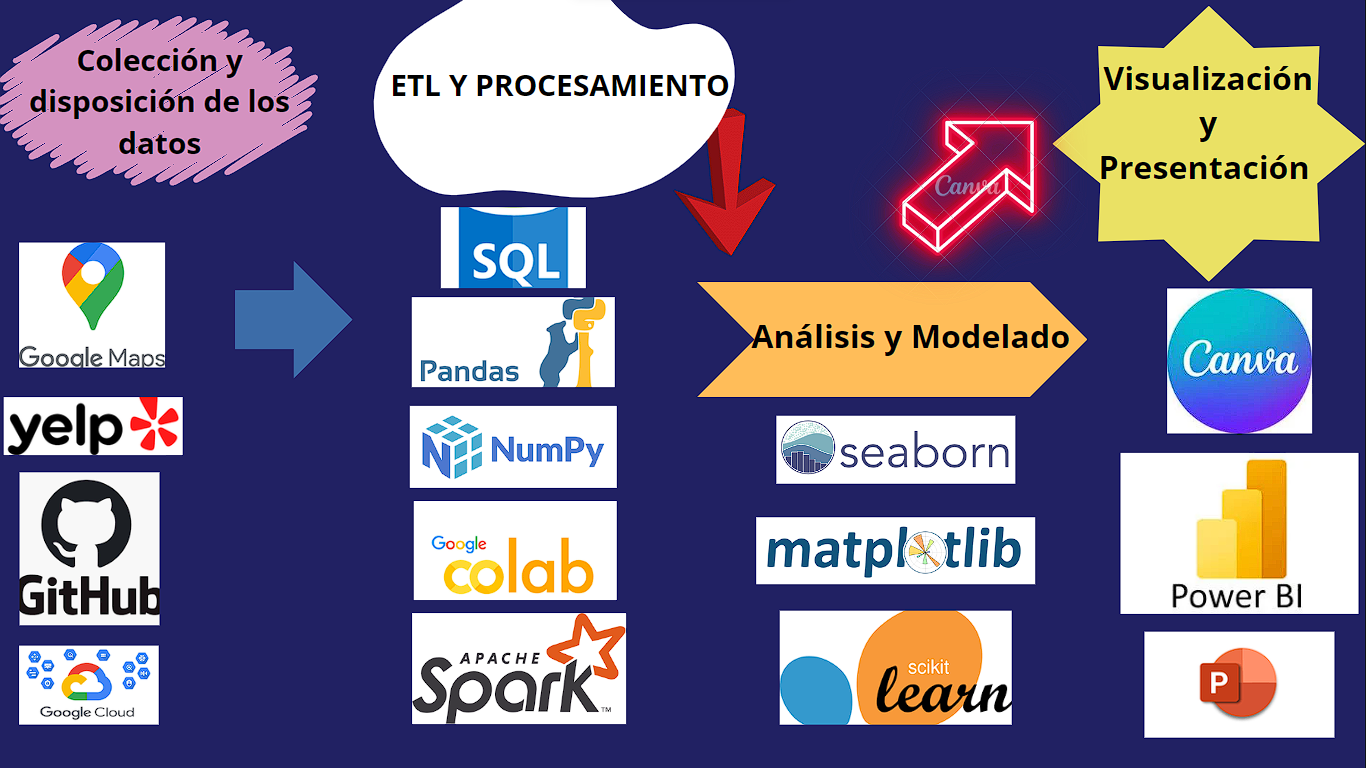 Colección y
disposición de los
datos
Google Maps
yelp
GitHub
Google Cloud
ETL Y PROCESAMIENTO
SQL
Pandas
NumPy
Google
colab
APACHE
Spark
TM
Canva
Análisis y Modelado
seaborn
matplotlib
scikit
learn
Visualización
y
Presentación
Canva
Power BI
P